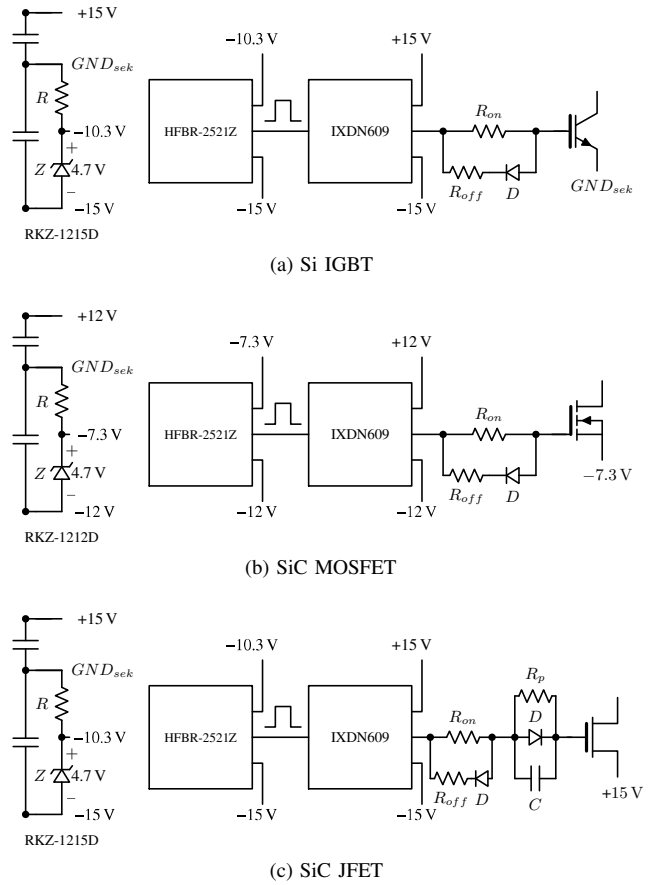 +15 V
GND_sek
R
−10.3 V
+
Z
4.7 V
−
−15 V
RKZ-1215D
−10.3 V
HFBR-2521Z
−15 V
+15 V
IXDN609
−15 V
R_on
R_off
D
GND_sek
(a) Si IGBT
+12 V
GND_sek
R
−7.3 V
+
Z
4.7 V
−
−12 V
RKZ-1212D
−7.3 V
HFBR-2521Z
−12 V
+12 V
IXDN609
−12 V
R_on
R_off
D
−7.3 V
(b) SiC MOSFET
+15 V
GND_sek
R
−10.3 V
+
Z
4.7 V
−
−15 V
RKZ-1215D
−10.3 V
HFBR-2521Z
−15 V
+15 V
IXDN609
−15 V
R_on
R_off
D
R_p
D
C
+15 V
(c) SiC JFET